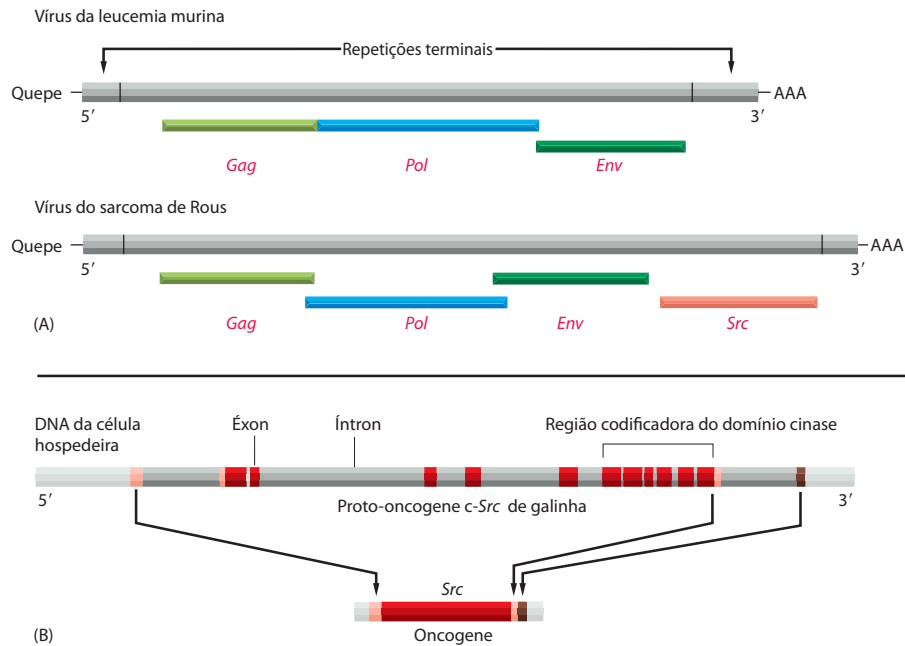 Vírus da leucemia murina
Repetições terminais
Quepe
AAA
5′
3′
Gag
Pol
Env
Vírus do sarcoma de Rous
Quepe
AAA
5′
3′
Gag
Pol
Env
Src
(A)
DNA da célula
hospedeira
Éxon
Íntron
Região codificadora do domínio cinase
5′
Proto-oncogene c-Src de galinha
3′
Src
Oncogene
(B)